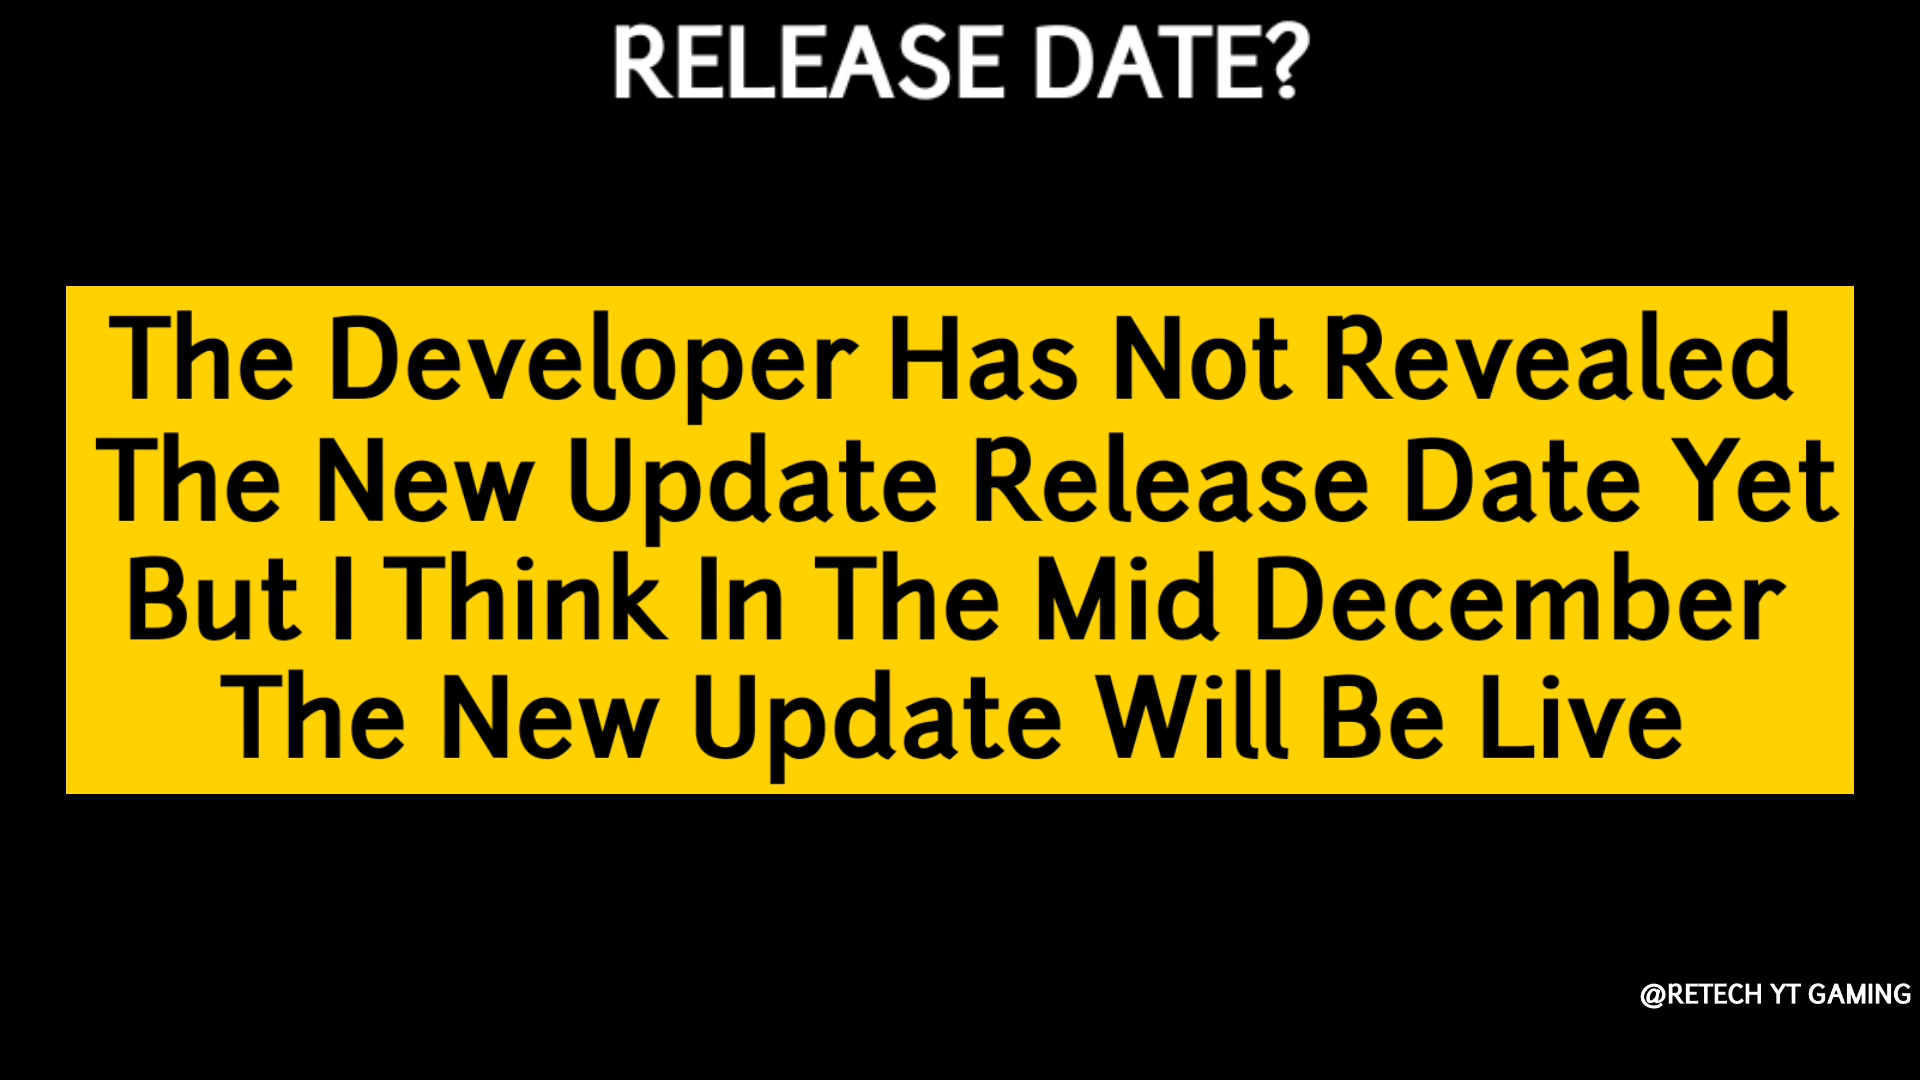 RELEASE DATE?
The Developer Has Not Revealed
The New Update Release Date Yet
But I Think In The Mid December
The New Update Will Be Live
@RETECH YT GAMING